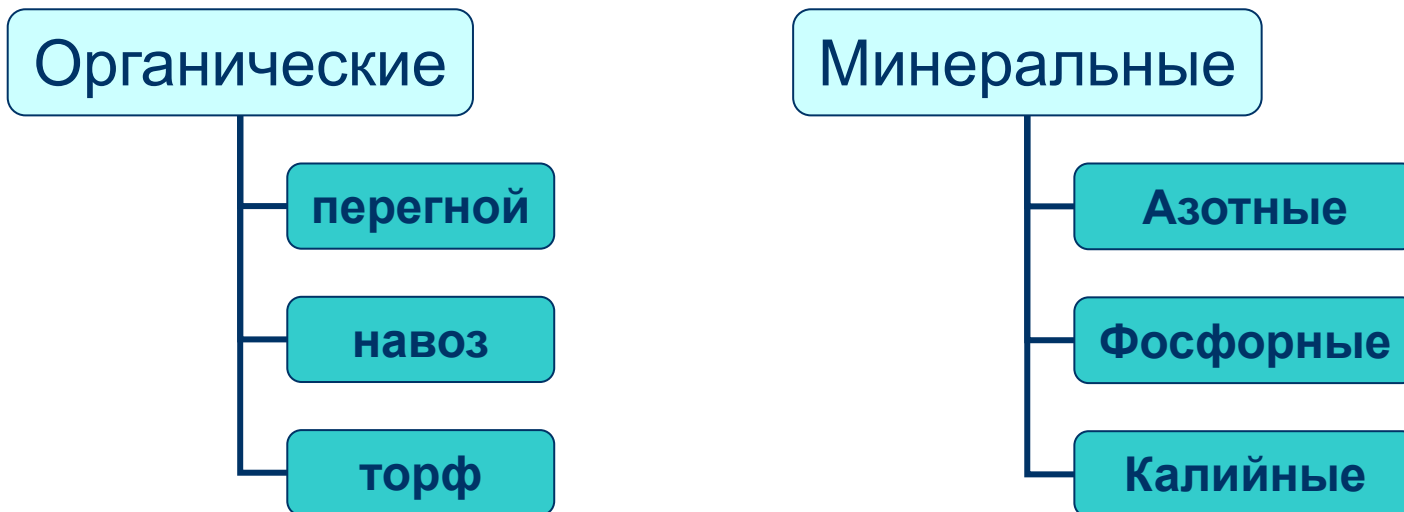 Органические
перегной
навоз
торф
Минеральные
Азотные
Фосфорные
Калийные